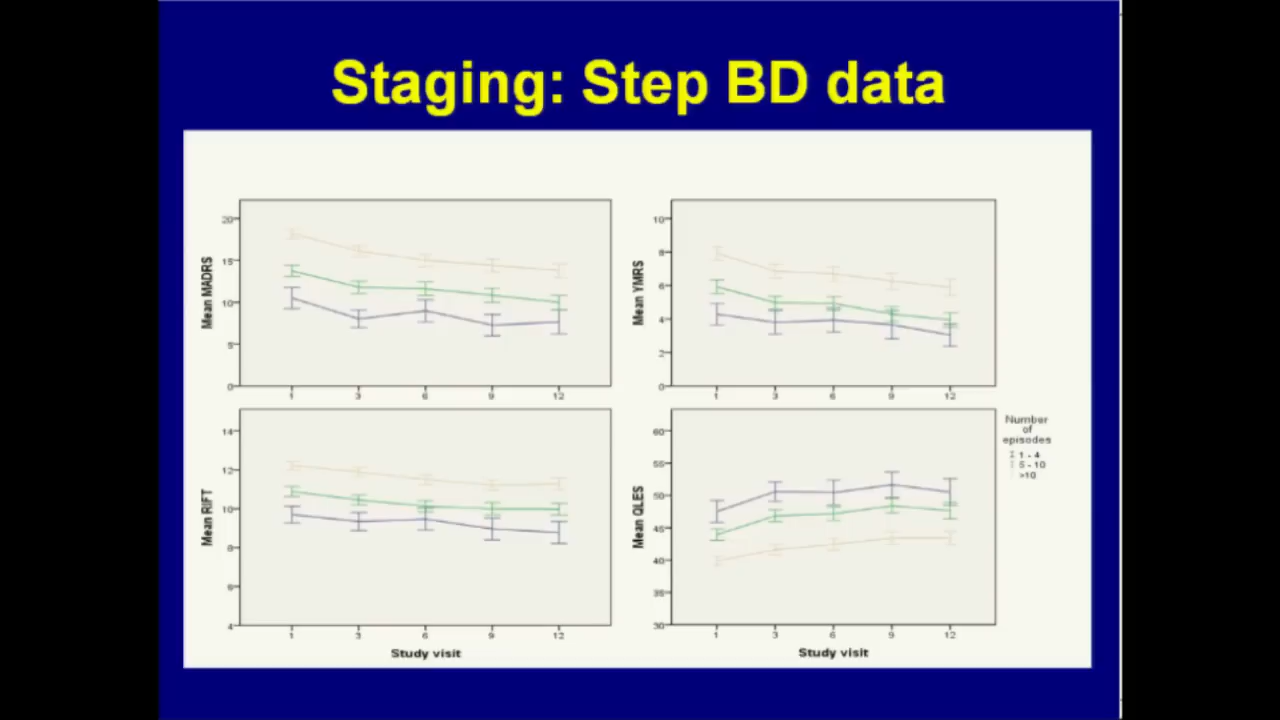 Staging: Step BD data
Mean MADRS
20
15
10
5
0
1 3 6 9 12
Mean YMRS
10
8
6
4
2
0
1 3 6 9 12
Mean RIFT
14
12
10
8
6
4
1 3 6 9 12
Study visit
Mean QLES
60
55
50
45
40
35
30
1 3 6 9 12
Study visit
Number
of
episodes
1 - 4
5 - 10
>10